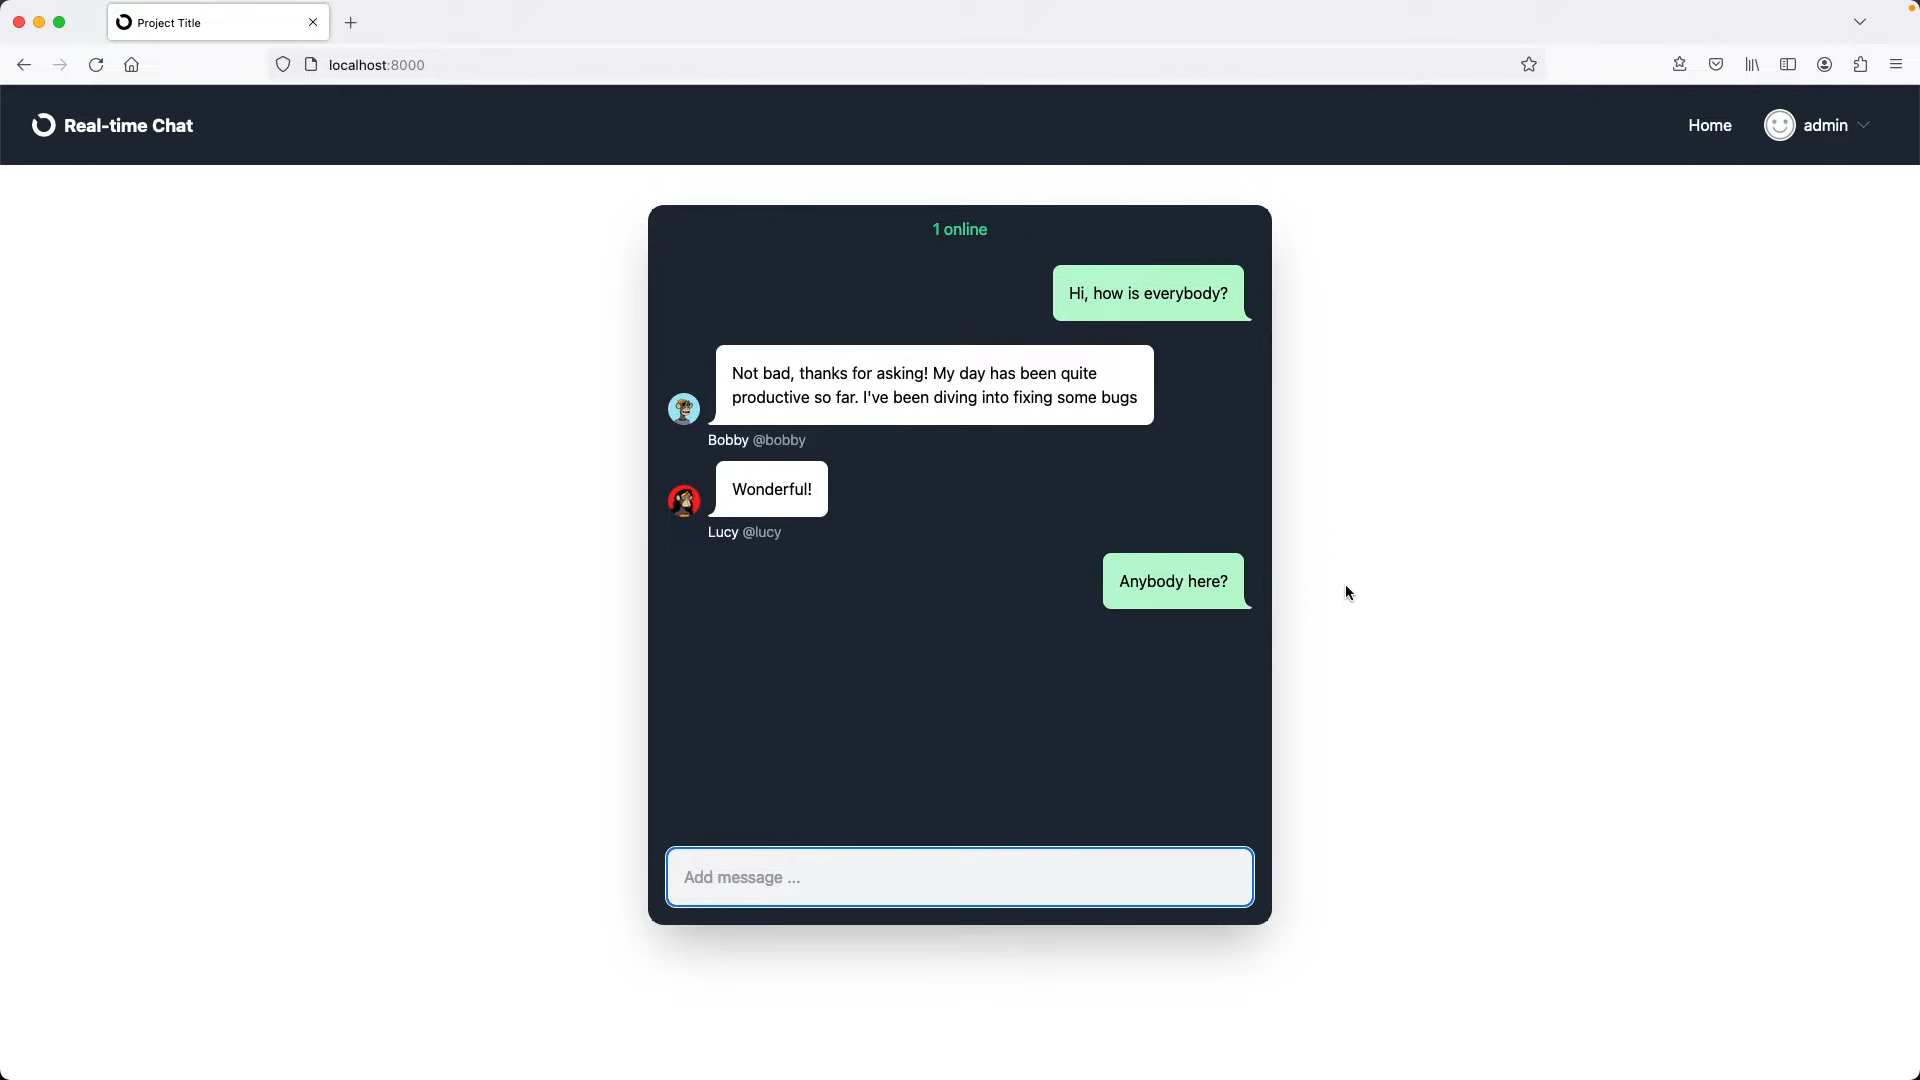 Project Title
localhost:8000
Real-time Chat
Home
admin
1 online
Hi, how is everybody?
Not bad, thanks for asking! My day has been quite
productive so far. I've been diving into fixing some bugs
Bobby @bobby
Wonderful!
Lucy @lucy
Anybody here?
Add message ...